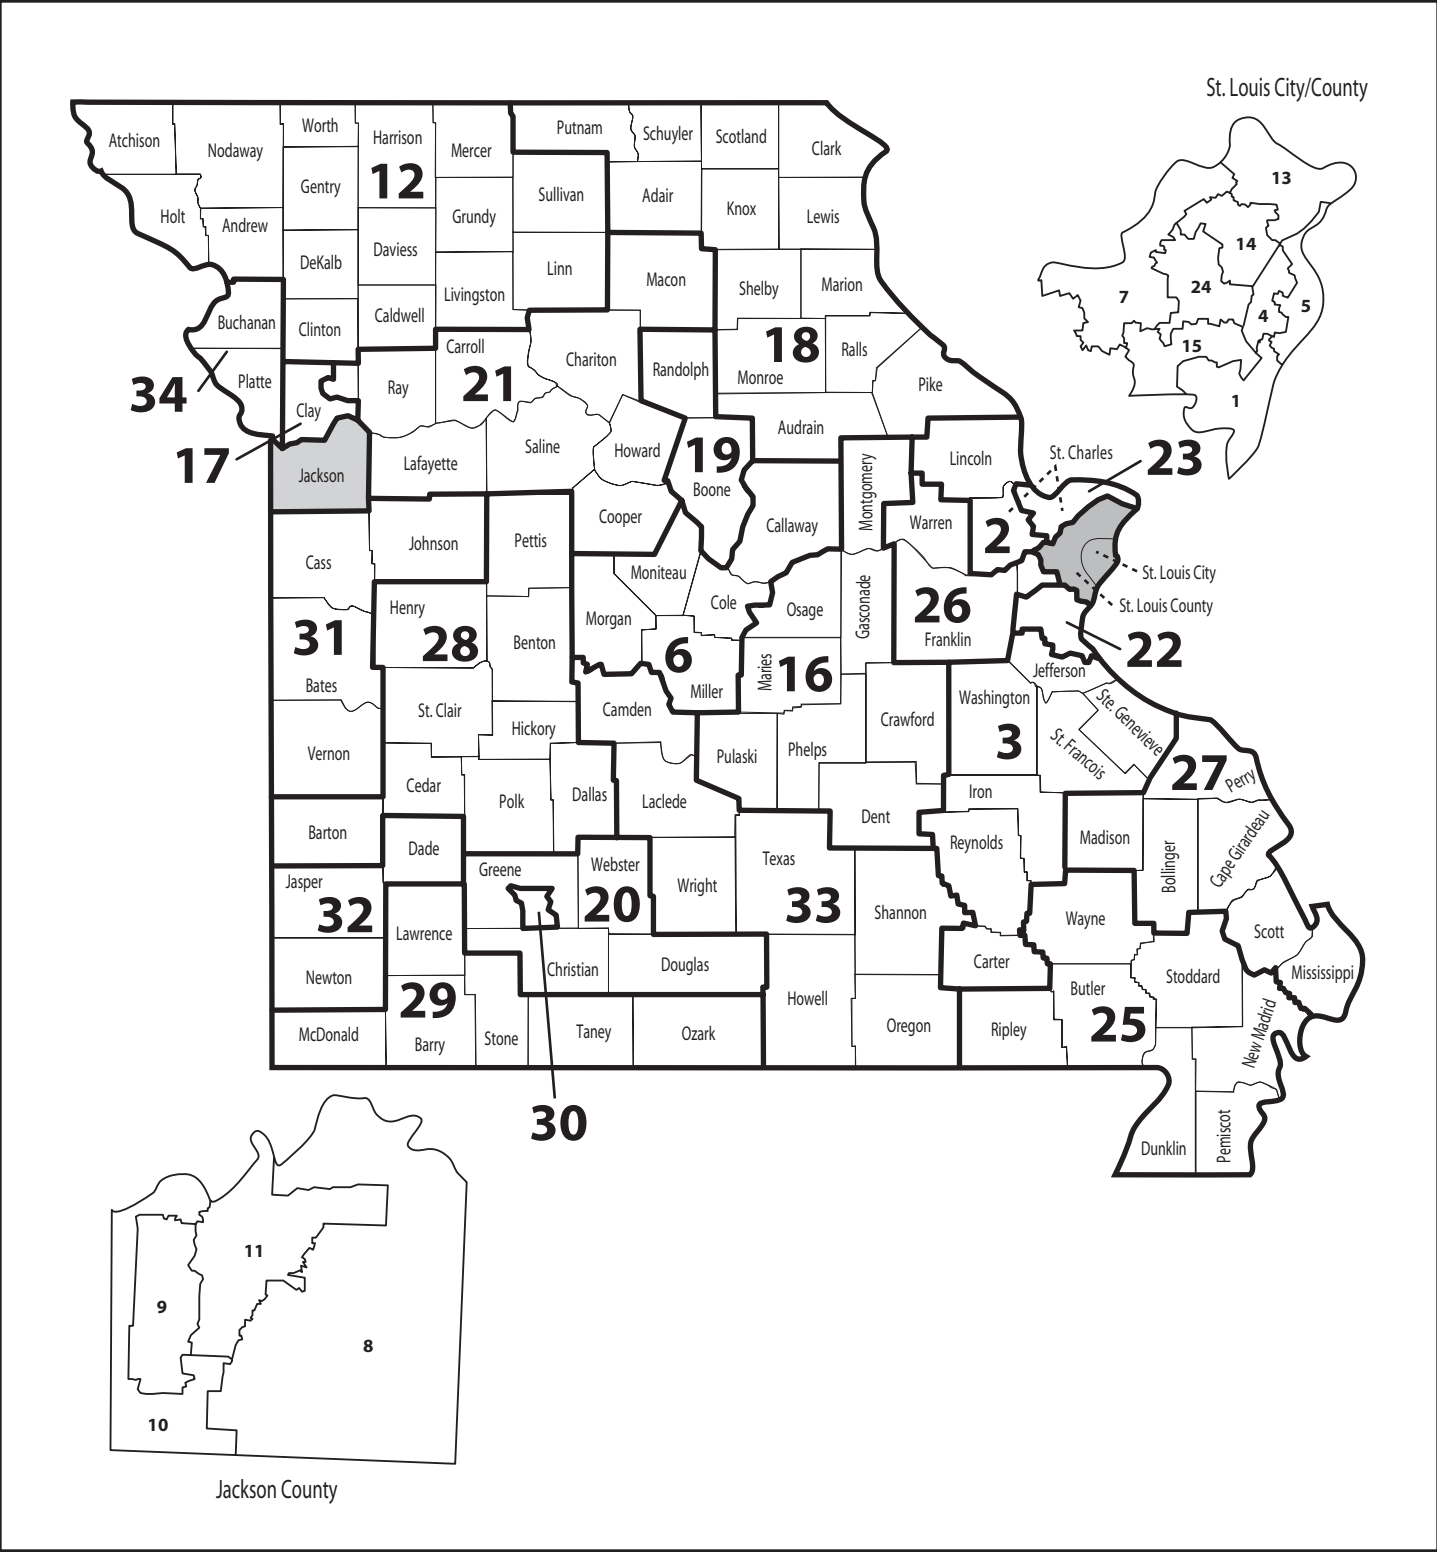 St. Louis City/County
Atchison
Nodaway
Worth
Harrison
Mercer
Putnam
Schuyler
Scotland
Clark
12
Gentry
Grundy
Sullivan
Adair
Knox
Lewis
Holt
Andrew
DeKalb
Daviess
Linn
Macon
Shelby
Marion
Livingston
Buchanan
Clinton
Caldwell
Carroll
Chariton
18
Ralls
34
Platte
Clay
Ray
21
Randolph
Monroe
Pike
Audrain
17
Jackson
Lafayette
Saline
Howard
19
Boone
Lincoln
St. Charles
23
Cooper
Callaway
Montgomery
Warren
2
Cass
Johnson
Pettis
Moniteau
Cole
Osage
Gasconade
26
Franklin
St. Louis City
St. Louis County
22
31
Bates
Henry
28
Benton
Morgan
6
Miller
Maries
16
Jefferson
Ste. Genevieve
St. Francois
Washington
3
Crawford
St. Clair
Hickory
Camden
Vernon
Pulaski
Phelps
27
Perry
Cedar
Polk
Dallas
Laclede
Dent
Iron
Reynolds
Madison
Bollinger
Cape Girardeau
Barton
Dade
Greene
Webster
20
Wright
Texas
33
Shannon
Wayne
Scott
Mississippi
Jasper
32
Lawrence
Newton
Christian
Douglas
Carter
Stoddard
Howell
Butler
25
New Madrid
29
McDonald
Barry
Stone
Taney
Ozark
Oregon
Ripley
30
Dunklin
Pemiscot
13
14
7
24
4
5
15
1
11
9
8
10
Jackson County